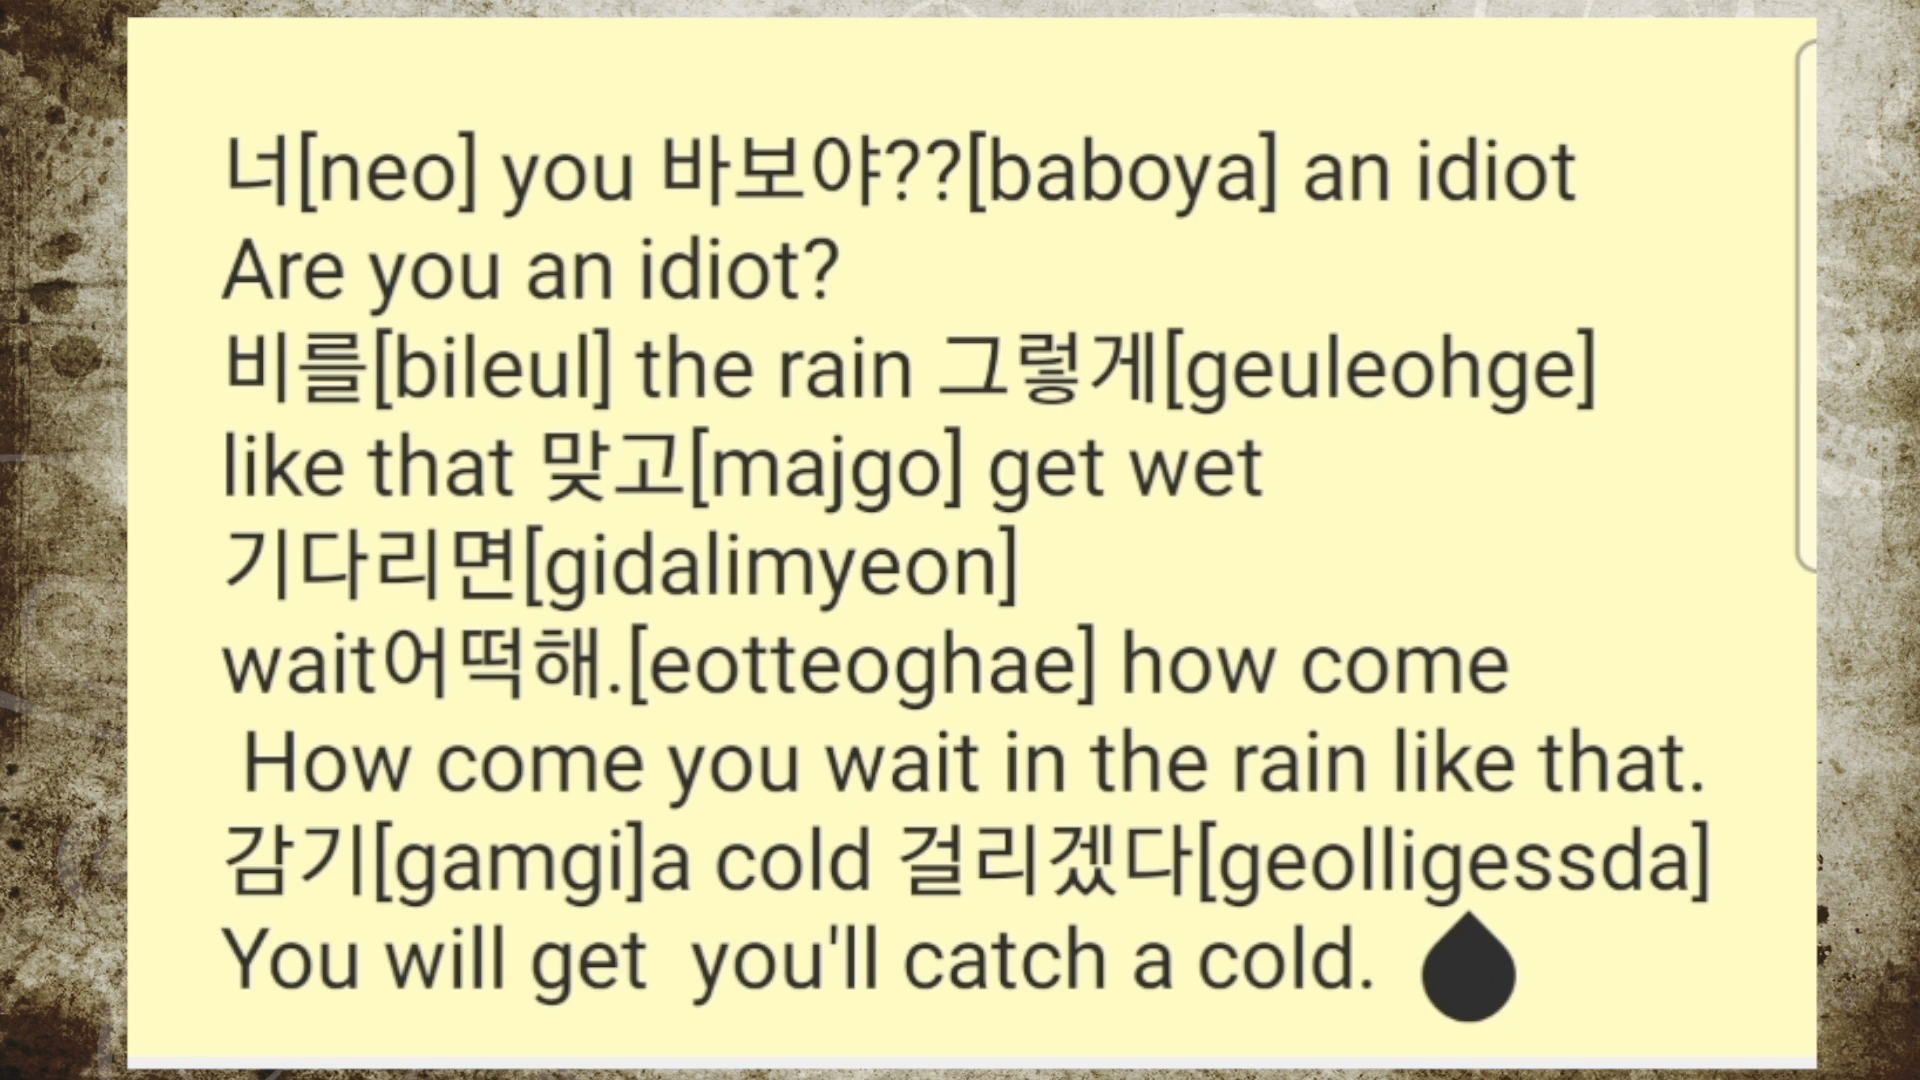 너[neo] you 바보야??[baboya] an idiot
Are you an idiot?
비를[bileul] the rain 그렇게[geuleohge]
like that 맞고[majgo] get wet
기다리면[gidalimyeon]
wait어떡해.[eotteoghae] how come
How come you wait in the rain like that.
감기[gamgi]a cold 걸리겠다[geolligessda]
You will get  you'll catch a cold.